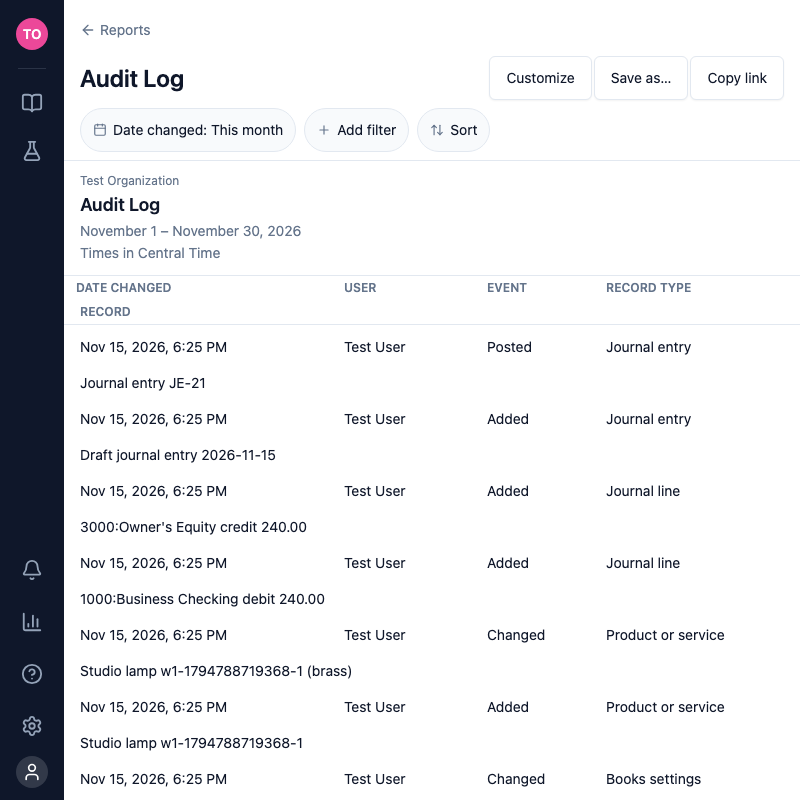 TO
Reports
Audit Log
Customize
Save as...
Copy link
Date changed: This month
Add filter
Sort
Test Organization
Audit Log
November 1 – November 30, 2026
Times in Central Time
DATE CHANGED USER EVENT RECORD TYPE
RECORD
Nov 15, 2026, 6:25 PM Test User Posted Journal entry
Journal entry JE-21
Nov 15, 2026, 6:25 PM Test User Added Journal entry
Draft journal entry 2026-11-15
Nov 15, 2026, 6:25 PM Test User Added Journal line
3000:Owner's Equity credit 240.00
Nov 15, 2026, 6:25 PM Test User Added Journal line
1000:Business Checking debit 240.00
Nov 15, 2026, 6:25 PM Test User Changed Product or service
Studio lamp w1-1794788719368-1 (brass)
Nov 15, 2026, 6:25 PM Test User Added Product or service
Studio lamp w1-1794788719368-1
Nov 15, 2026, 6:25 PM Test User Changed Books settings